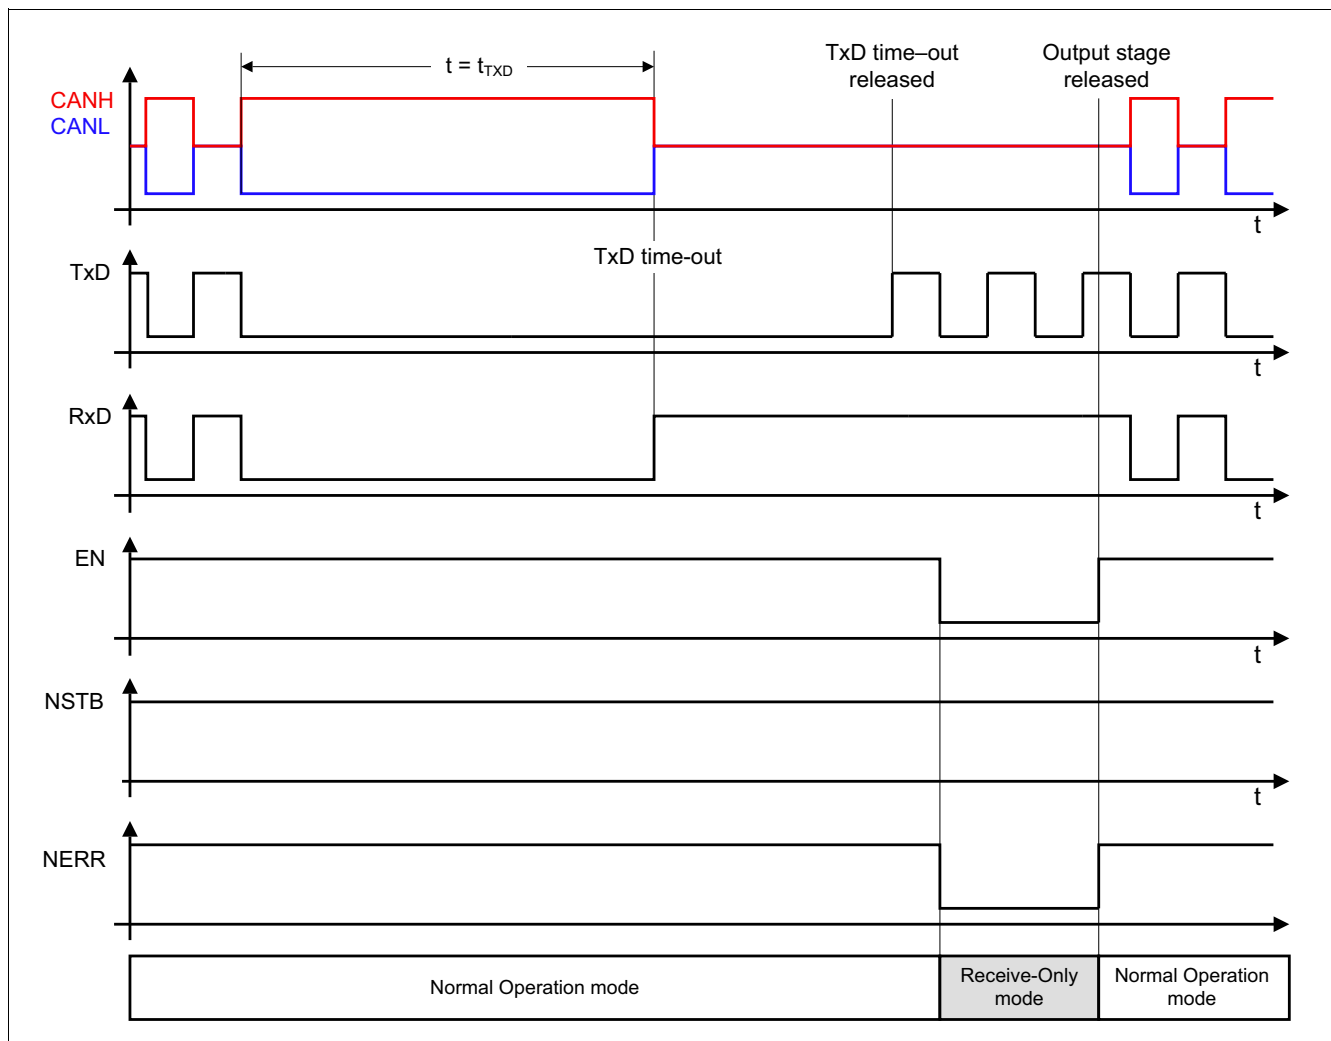 t = tTXD
TxD time–out
released
Output stage
released
CANH
CANL
t
TxD time-out
TxD
t
RxD
t
EN
t
NSTB
t
NERR
Normal Operation mode
Receive-Only
mode
Normal Operation
mode